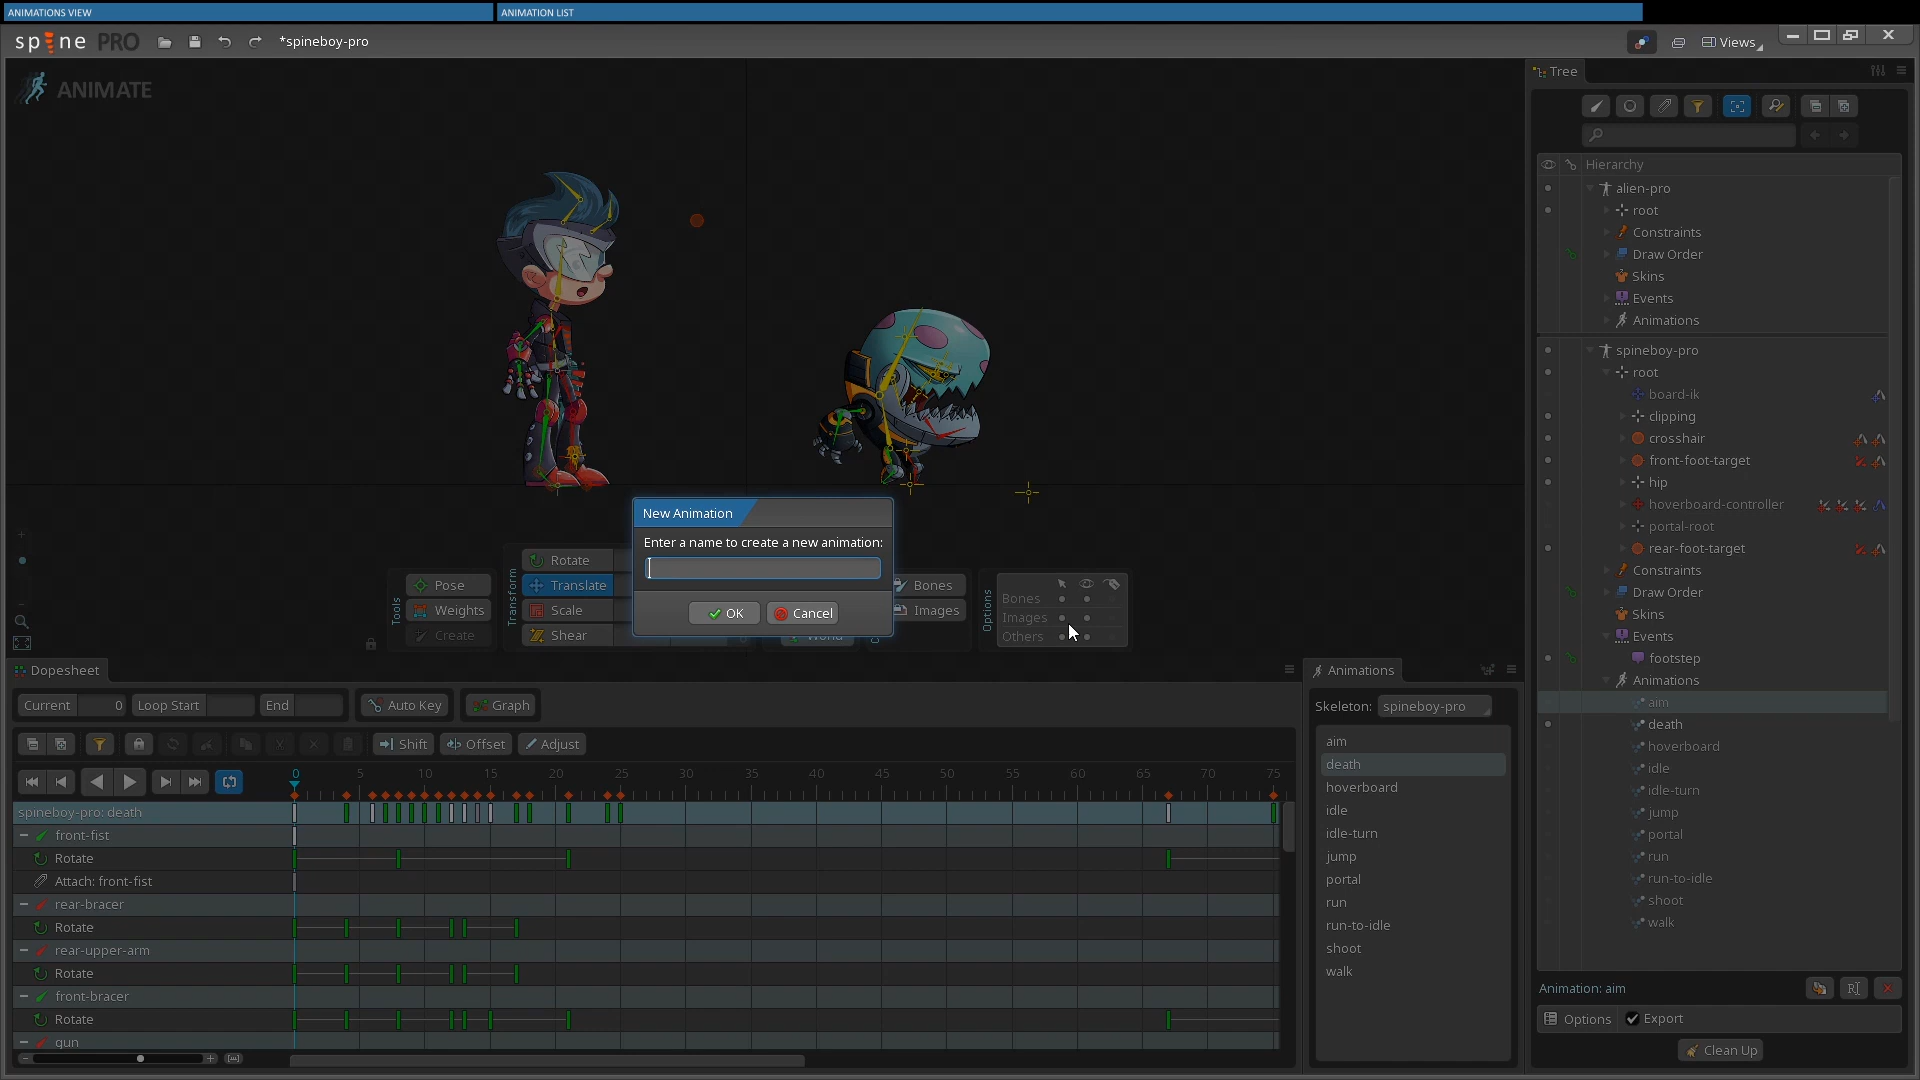 ANIMATIONS VIEW
ANIMATION LIST
spine PRO
*spineboy-pro
Views
ANIMATE
Tree
Hierarchy
alien-pro
root
Constraints
Draw Order
Skins
Events
Animations
spineboy-pro
root
board-ik
clipping
crosshair
front-foot-target
hip
hoverboard-controller
portal-root
rear-foot-target
Constraints
Draw Order
Skins
Events
footstep
Animations
aim
death
hoverboard
idle
idle-turn
jump
portal
run
run-to-idle
shoot
walk
Animation: aim
Options
Export
Clean Up
New Animation
Enter a name to create a new animation:
OK
Cancel
Tools
Pose
Weights
Create
Transform
Rotate
Translate
Scale
Shear
World
Bones
Images
Options
Bones
Images
Others
Dopesheet
Current 0
Loop Start
End
Auto Key
Graph
Shift
Offset
Adjust
0 5 10 15 20 25 30 35 40 45 50 55 60 65 70 75
spineboy-pro: death
front-fist
Rotate
Attach: front-fist
rear-bracer
Rotate
rear-upper-arm
Rotate
front-bracer
Rotate
gun
Animations
Skeleton: spineboy-pro
aim
death
hoverboard
idle
idle-turn
jump
portal
run
run-to-idle
shoot
walk